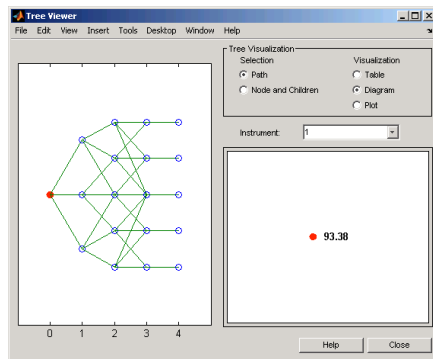 Tree Viewer
File Edit View Insert Tools Desktop Window Help
Tree Visualization
Selection
Visualization
Path
Table
Node and Children
Diagram
Plot
Instrument:
1
93.38
0 1 2 3 4
Help
Close